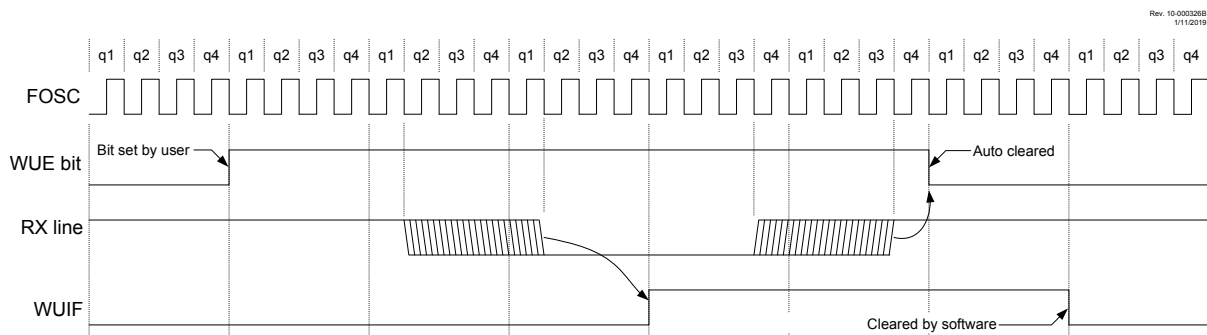 Rev. 10-000326B
1/11/2019
q1 q2 q3 q4 q1 q2 q3 q4 q1 q2 q3 q4 q1 q2 q3 q4 q1 q2 q3 q4 q1 q2 q3 q4 q1 q2 q3 q4 q1 q2 q3 q4
FOSC
Bit set by user
Auto cleared
WUE bit
RX line
WUIF
Cleared by software